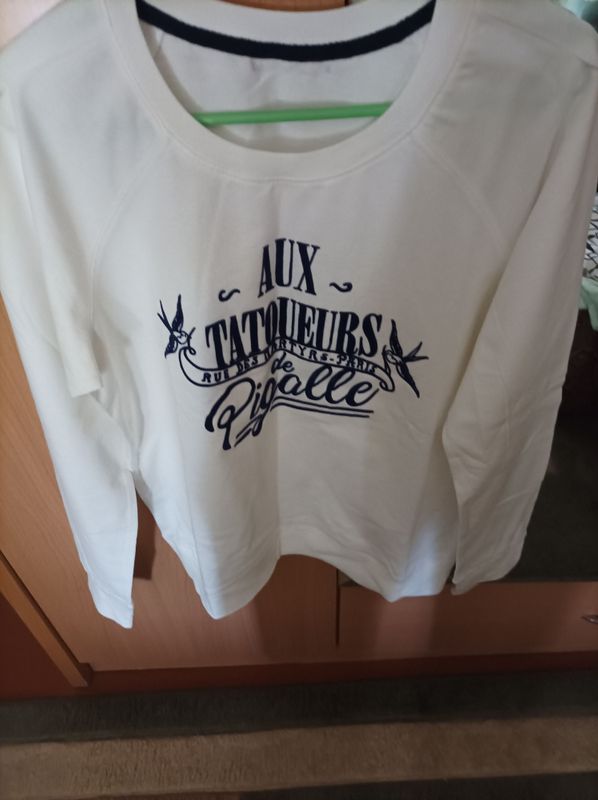 AUX
TATOUEURS
RUE DES MARTYRS-PARIS
de
Pigalle